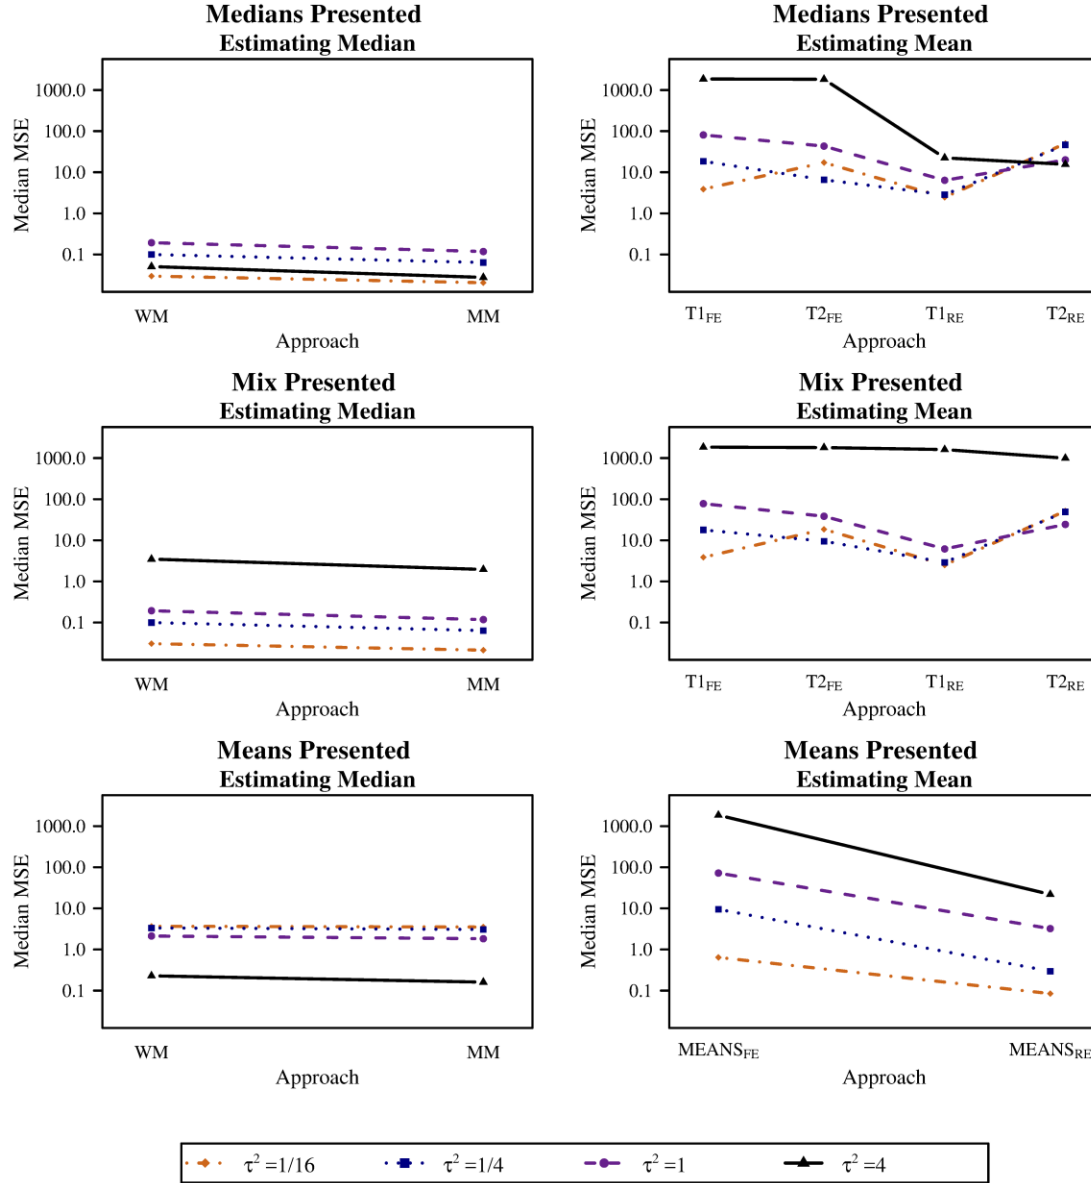 Medians Presented
Estimating Median
Median MSE
1000.0
100.0
10.0
1.0
0.1
WM
MM
Approach
Medians Presented
Estimating Mean
Median MSE
1000.0
100.0
10.0
1.0
0.1
T1FE
T2FE
T1RE
T2RE
Approach
Mix Presented
Estimating Median
Median MSE
1000.0
100.0
10.0
1.0
0.1
WM
MM
Approach
Mix Presented
Estimating Mean
Median MSE
1000.0
100.0
10.0
1.0
0.1
T1FE
T2FE
T1RE
T2RE
Approach
Means Presented
Estimating Median
Median MSE
1000.0
100.0
10.0
1.0
0.1
WM
MM
Approach
Means Presented
Estimating Mean
Median MSE
1000.0
100.0
10.0
1.0
0.1
MEANSFE
MEANSRE
Approach
τ² =1/16
τ² =1/4
τ² =1
τ² =4